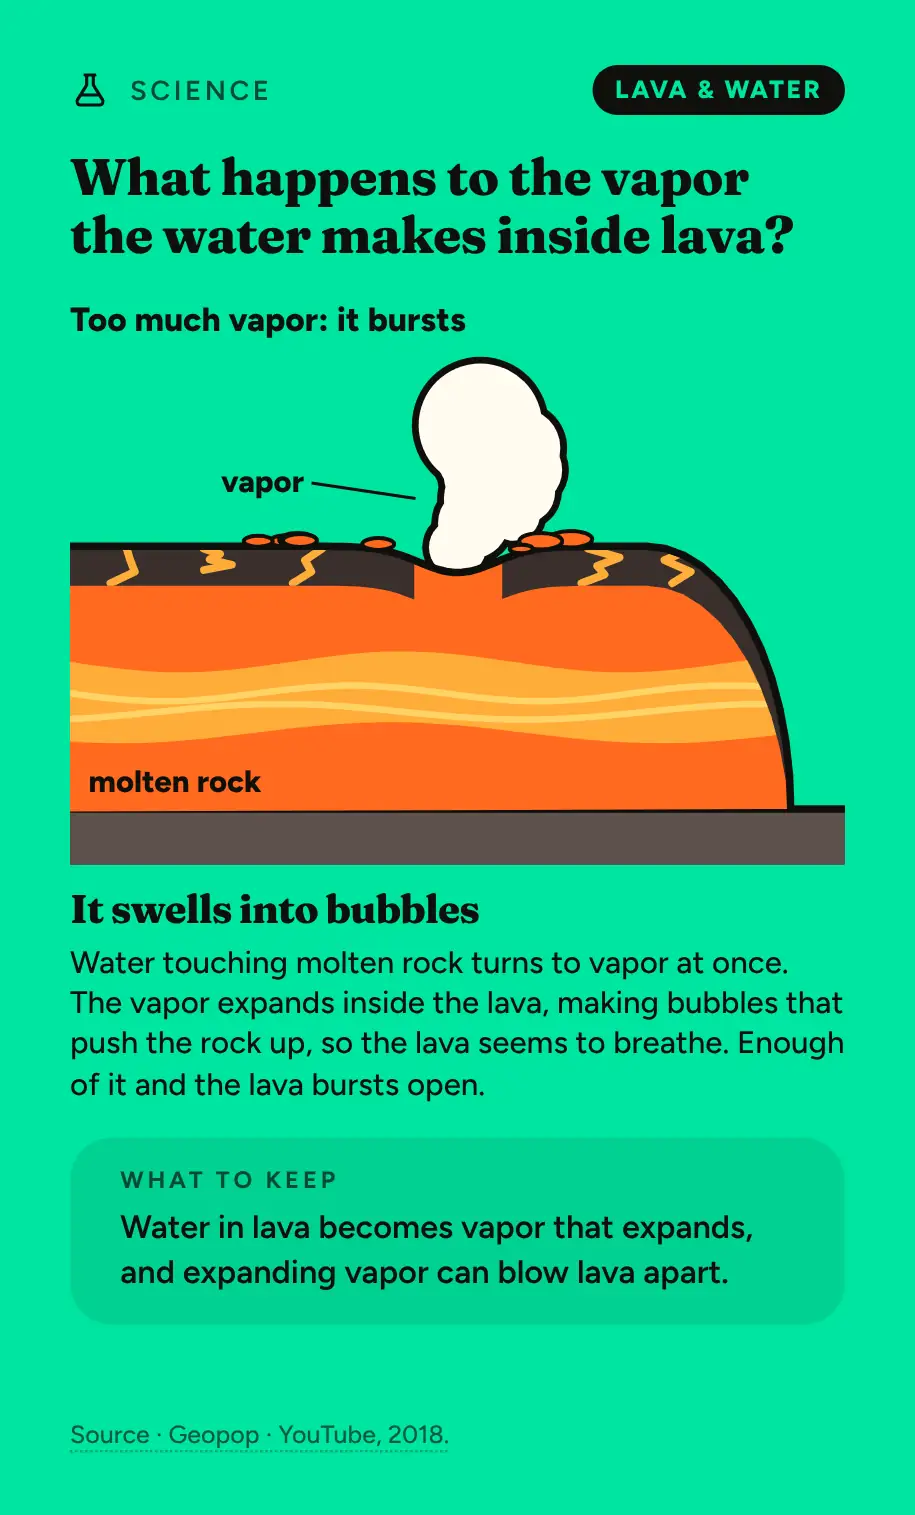 SCIENCE
LAVA & WATER
What happens to the vapor
the water makes inside lava?
Too much vapor: it bursts
vapor
molten rock
It swells into bubbles
Water touching molten rock turns to vapor at once.
The vapor expands inside the lava, making bubbles that
push the rock up, so the lava seems to breathe. Enough
of it and the lava bursts open.
WHAT TO KEEP
Water in lava becomes vapor that expands,
and expanding vapor can blow lava apart.
Source · Geopop · YouTube, 2018.